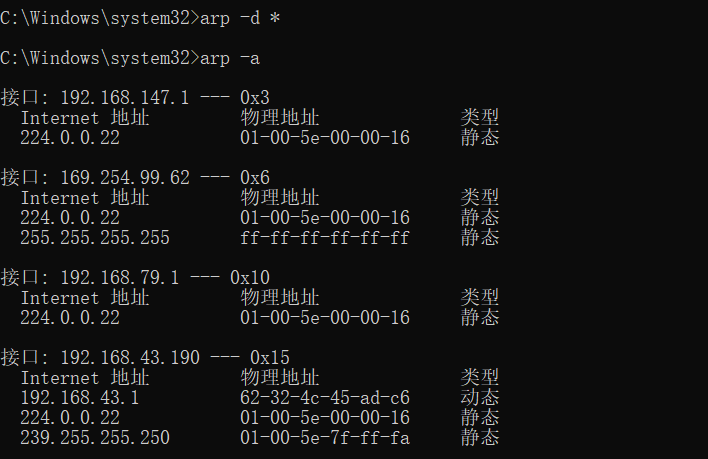 C:\Windows\system32>arp -d *
C:\Windows\system32>arp -a
接口: 192.168.147.1 --- 0x3
  Internet 地址         物理地址              类型
  224.0.0.22            01-00-5e-00-00-16     静态
接口: 169.254.99.62 --- 0x6
  Internet 地址         物理地址              类型
  224.0.0.22            01-00-5e-00-00-16     静态
  255.255.255.255       ff-ff-ff-ff-ff-ff     静态
接口: 192.168.79.1 --- 0x10
  Internet 地址         物理地址              类型
  224.0.0.22            01-00-5e-00-00-16     静态
接口: 192.168.43.190 --- 0x15
  Internet 地址         物理地址              类型
  192.168.43.1          62-32-4c-45-ad-c6     动态
  224.0.0.22            01-00-5e-00-00-16     静态
  239.255.255.250       01-00-5e-7f-ff-fa     静态